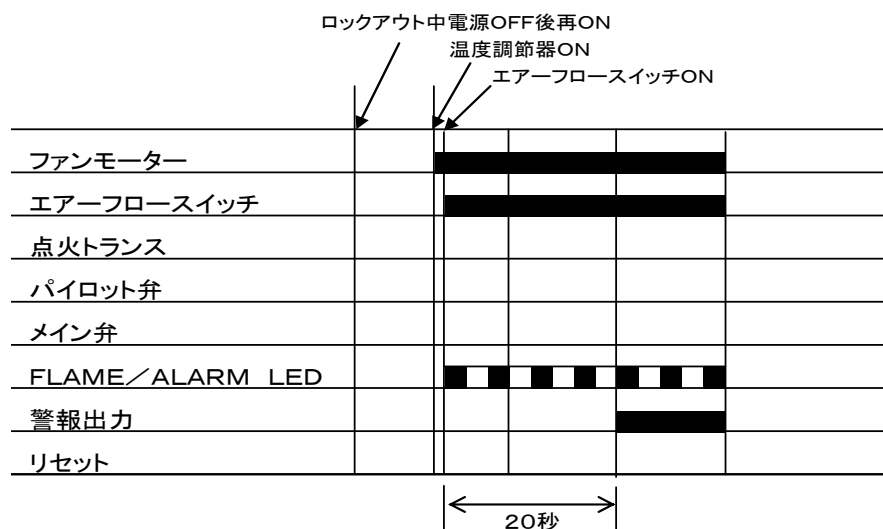 ロックアウト中電源OFF後再ON
温度調節器ON
エアーフロースイッチON
ファンモーター
エアーフロースイッチ
点火トランス
パイロット弁
メイン弁
FLAME／ALARM LED
警報出力
リセット
20秒